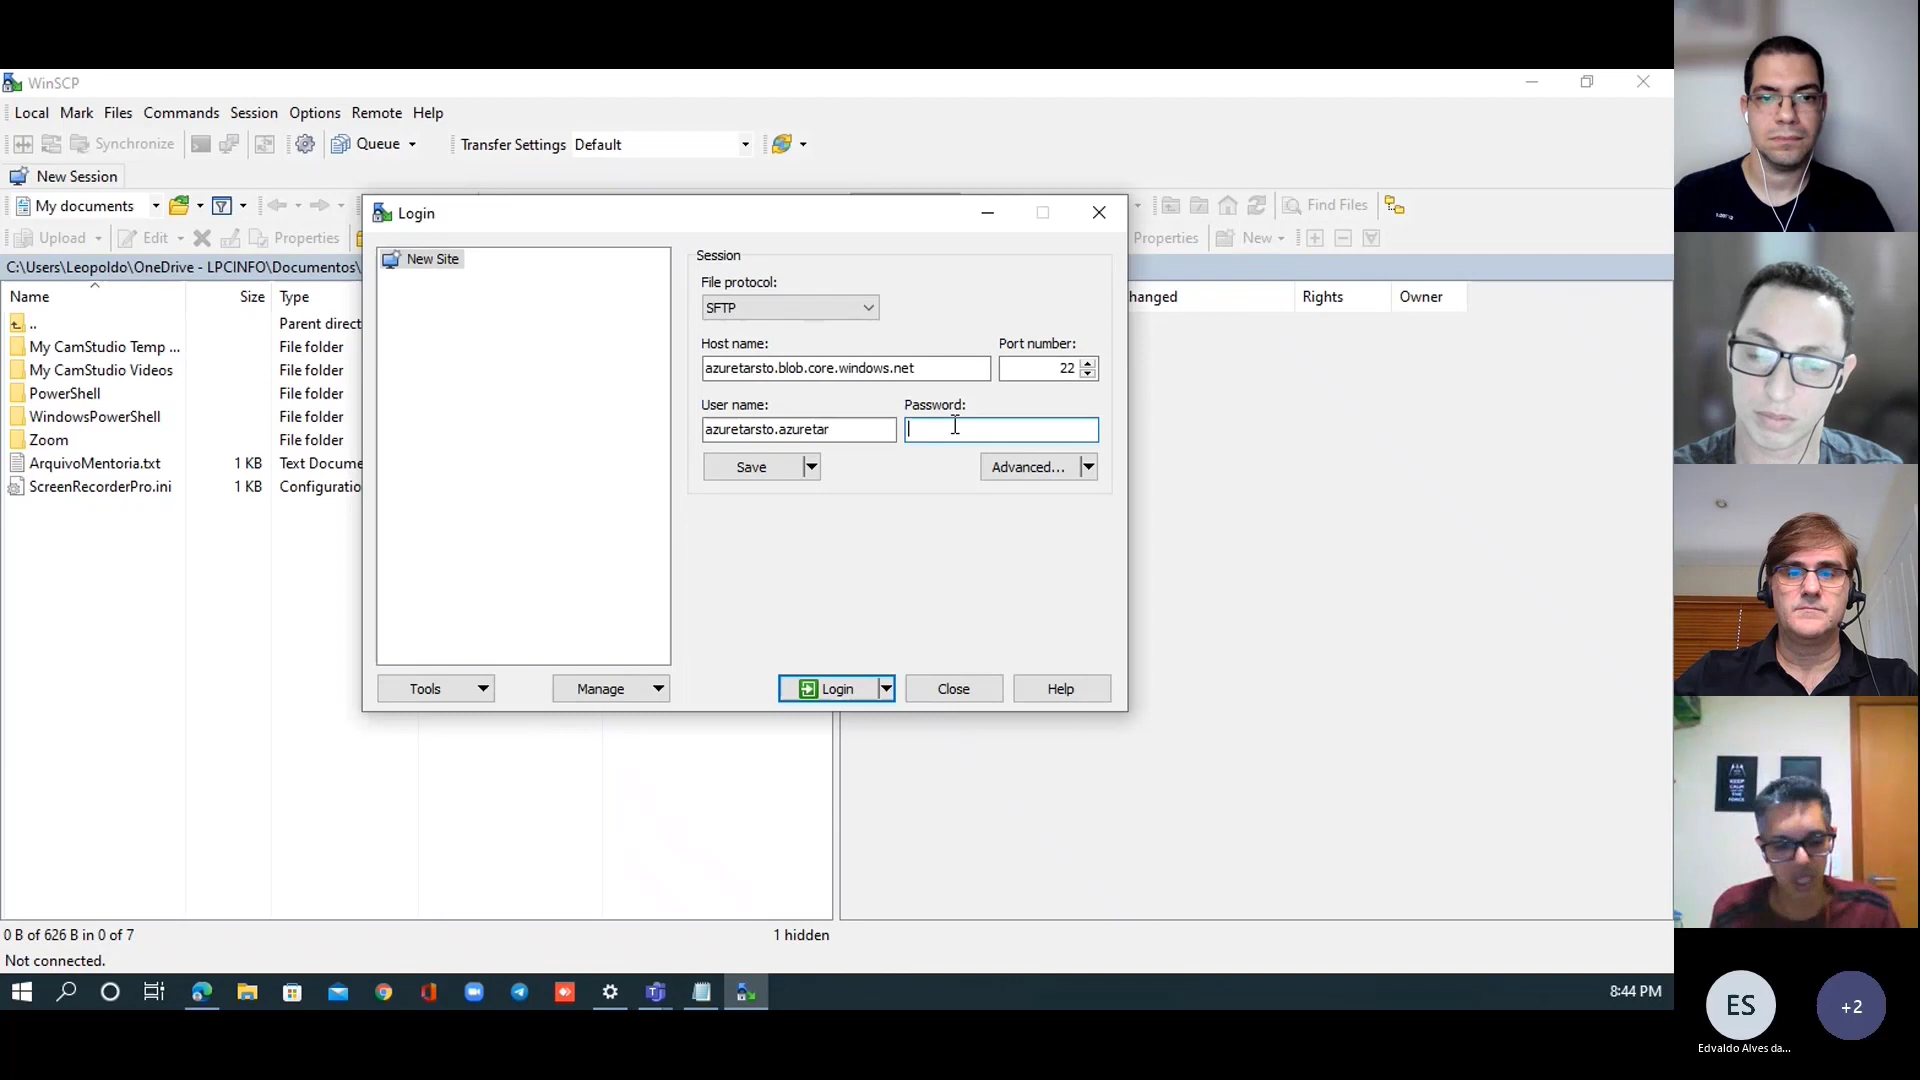 WinSCP
Local Mark Files Commands Session Options Remote Help
Synchronize Queue Transfer Settings Default
New Session
My documents Find Files
Upload Edit Properties Properties New
C:\Users\Leopoldo\OneDrive - LPCINFO\Documentos\
Name Size Type hanged Rights Owner
.. Parent direct
My CamStudio Temp ... File folder
My CamStudio Videos File folder
PowerShell File folder
WindowsPowerShell File folder
Zoom File folder
ArquivoMentoria.txt 1 KB Text Docume
ScreenRecorderPro.ini 1 KB Configuratio
Login
New Site
Session
File protocol:
SFTP
Host name: Port number:
azuretarsto.blob.core.windows.net 22
User name: Password:
azuretarsto.azuretar
Save Advanced...
Tools Manage Login Close Help
0 B of 626 B in 0 of 7 1 hidden
Not connected.
8:44 PM
KEEP
CALM
FORCE
ES +2
Edvaldo Alves da...